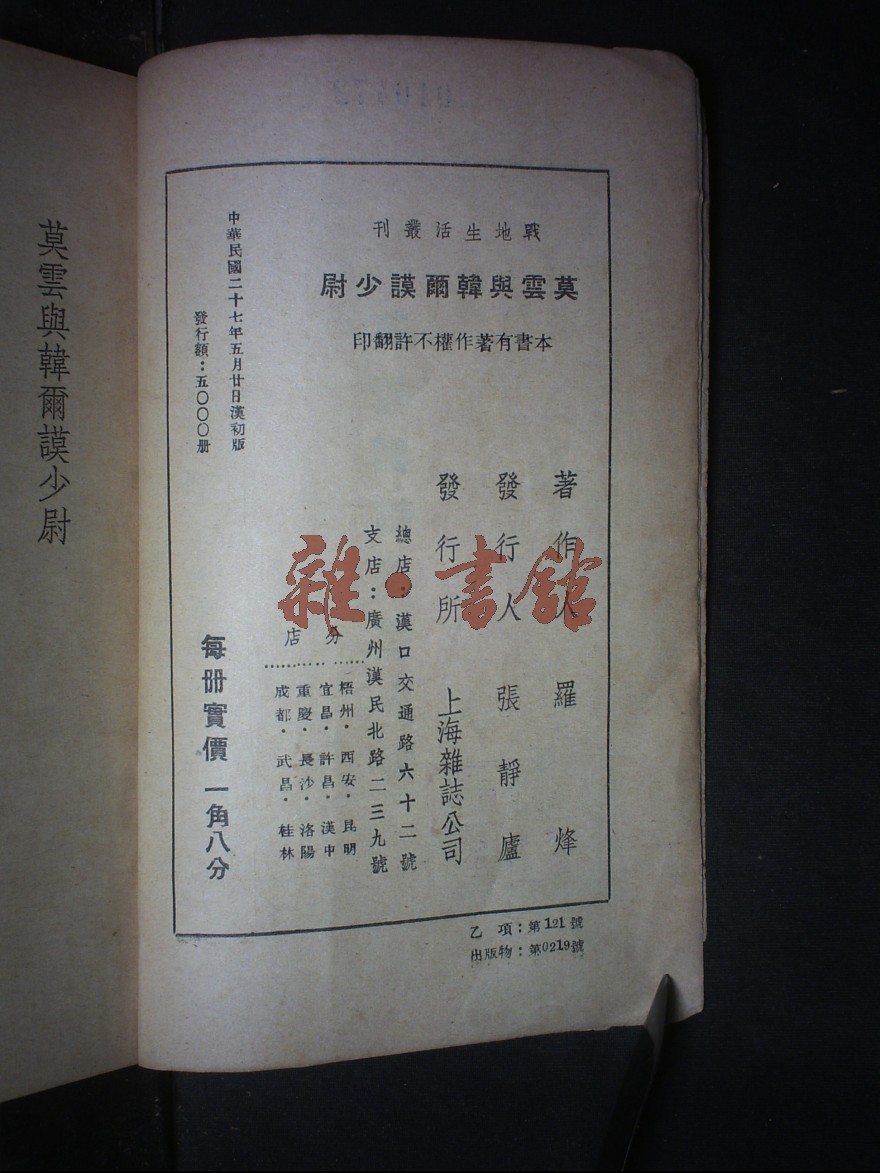 戰地生活叢刊
莫雲與韓爾謨少尉
本書有著作權不許翻印
著作人 羅烽
發行人 張靜廬
發行所 上海雜誌公司
總店：漢口交通路六十二號
支店：廣州漢民北路二三九號
分店
梧州·西安·昆明
宜昌·許昌·漢中
重慶·長沙·洛陽
成都·武昌·桂林
中華民國二十七年五月廿日漢初版
發行額：五〇〇〇册
每册實價一角八分
乙項：第121號
出版物：第0219號
莫雲與韓爾謨少尉
雜·書館